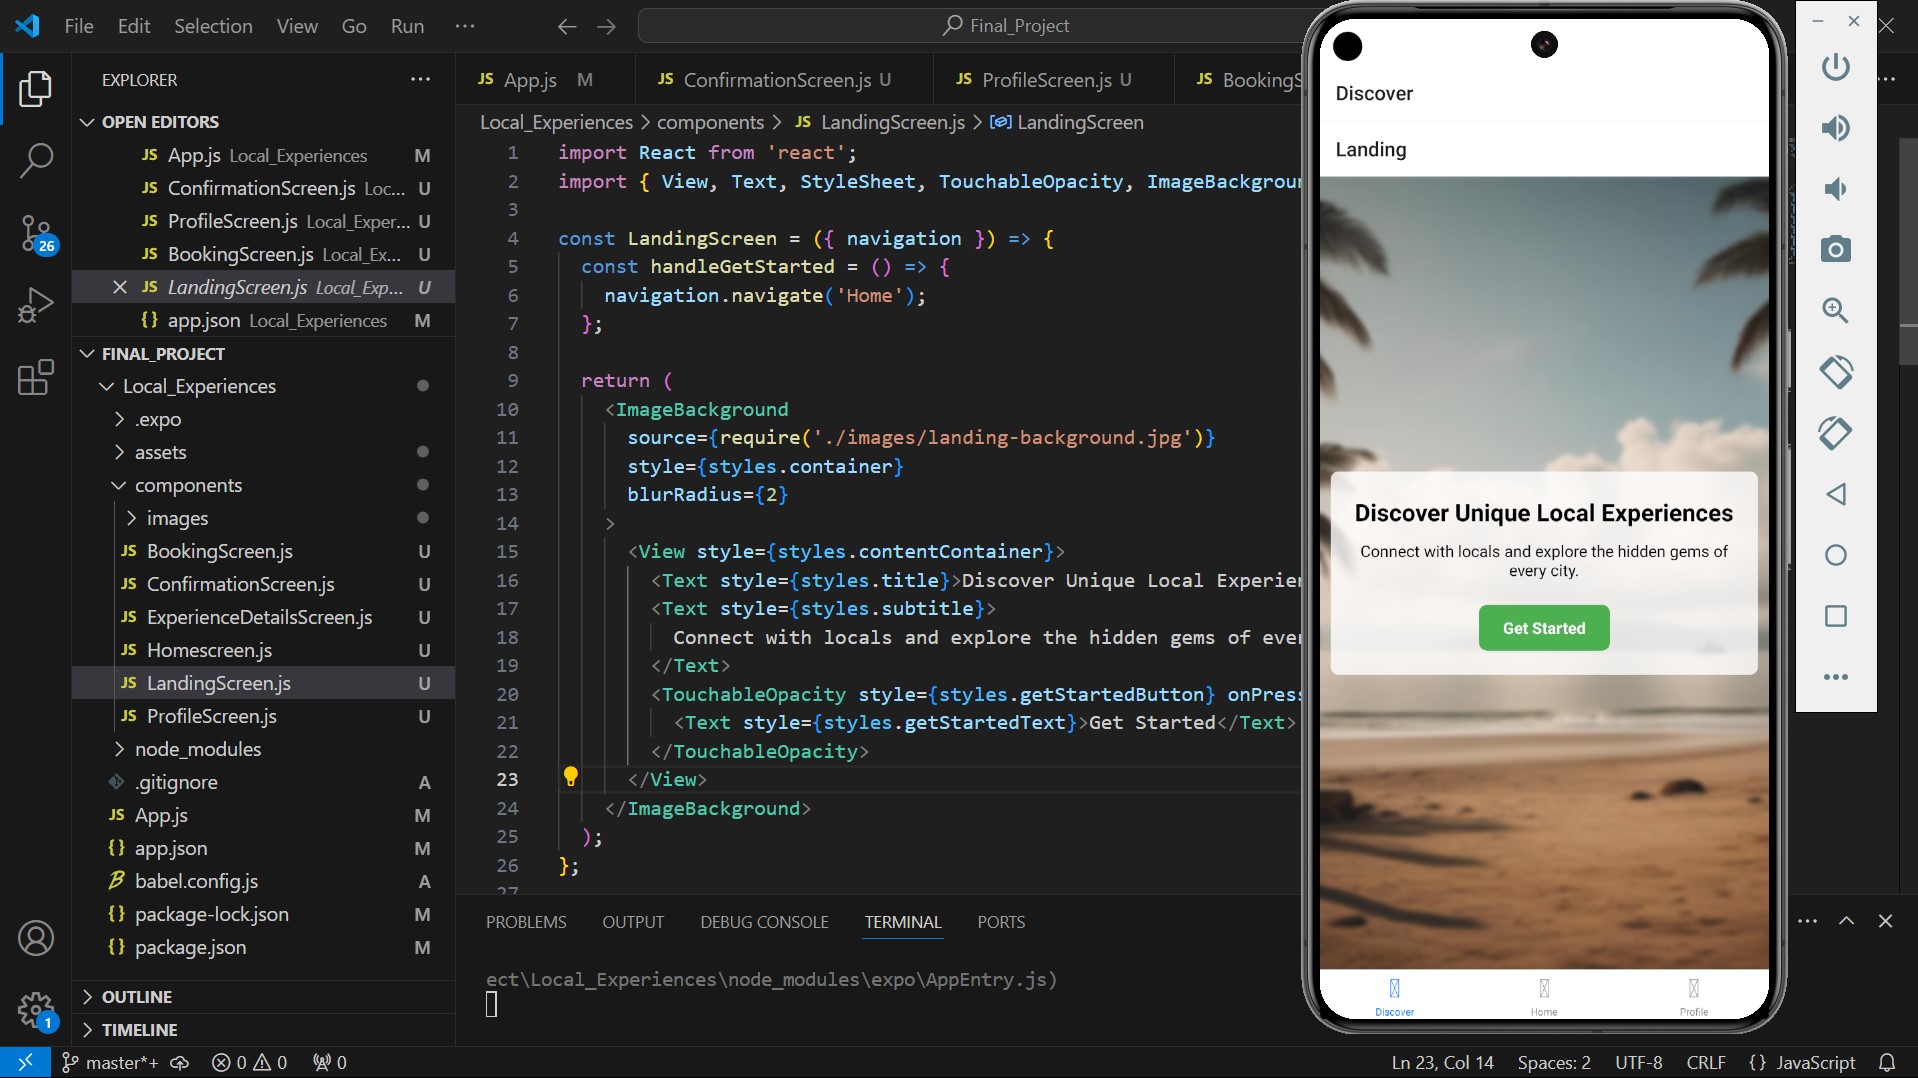 File Edit Selection View Go Run ···
Final_Project
EXPLORER
OPEN EDITORS
JS App.js Local_Experiences M
JS ConfirmationScreen.js Loc... U
JS ProfileScreen.js Local_Exper... U
JS BookingScreen.js Local_Ex... U
JS LandingScreen.js Local_Exp... U
{} app.json Local_Experiences M
FINAL_PROJECT
Local_Experiences
.expo
assets
components
images
JS BookingScreen.js U
JS ConfirmationScreen.js U
JS ExperienceDetailsScreen.js U
JS Homescreen.js U
JS LandingScreen.js U
JS ProfileScreen.js U
node_modules
.gitignore A
JS App.js M
{} app.json M
babel.config.js A
{} package-lock.json M
{} package.json M
OUTLINE
TIMELINE
26
1
JS App.js M
JS ConfirmationScreen.js U
JS ProfileScreen.js U
JS BookingS
Local_Experiences > components > JS LandingScreen.js > LandingScreen
1 import React from 'react';
2 import { View, Text, StyleSheet, TouchableOpacity, ImageBackgroun
3
4 const LandingScreen = ({ navigation }) => {
5 const handleGetStarted = () => {
6 navigation.navigate('Home');
7 };
8
9 return (
10 <ImageBackground
11 source={require('./images/landing-background.jpg')}
12 style={styles.container}
13 blurRadius={2}
14 >
15 <View style={styles.contentContainer}>
16 <Text style={styles.title}>Discover Unique Local Experien
17 <Text style={styles.subtitle}>
18 Connect with locals and explore the hidden gems of ever
19 </Text>
20 <TouchableOpacity style={styles.getStartedButton} onPress
21 <Text style={styles.getStartedText}>Get Started</Text>
22 </TouchableOpacity>
23 </View>
24 </ImageBackground>
25 );
26 };
27
PROBLEMS OUTPUT DEBUG CONSOLE TERMINAL PORTS
ect\Local_Experiences\node_modules\expo\AppEntry.js)
Discover
Landing
Discover Unique Local Experiences
Connect with locals and explore the hidden gems of
every city.
Get Started
Discover Home Profile
master*+ 0 0 0
Ln 23, Col 14 Spaces: 2 UTF-8 CRLF {} JavaScript